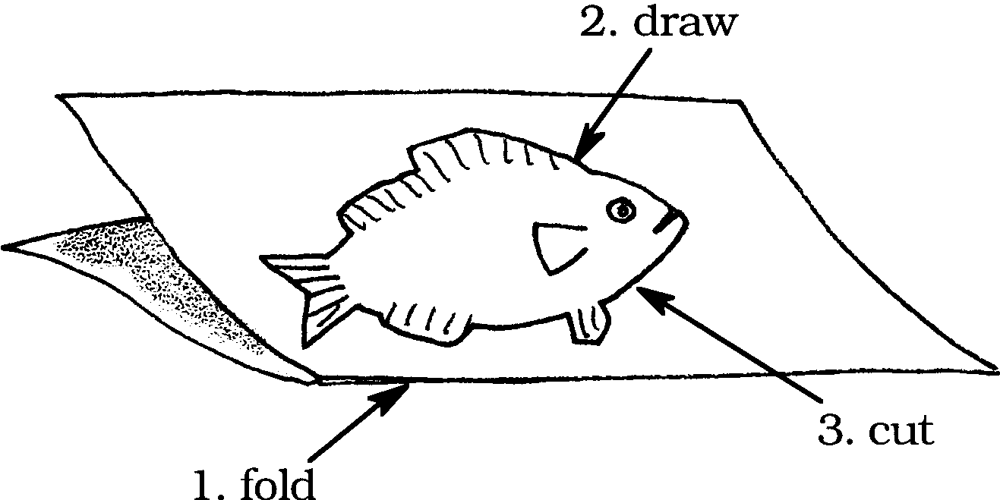 2. draw
3. cut
1. fold